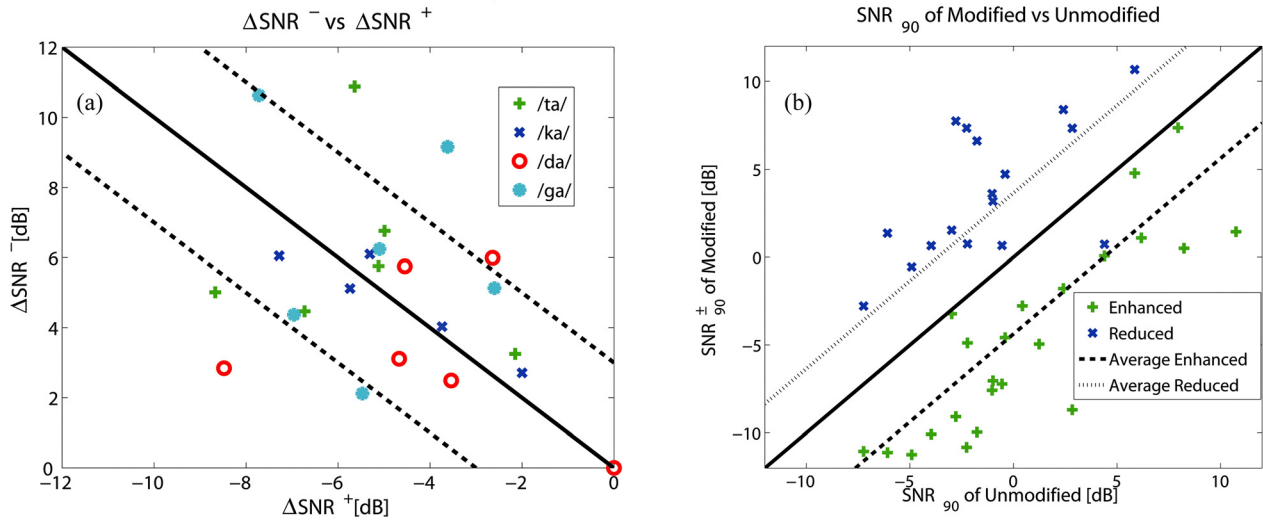 ΔSNR⁻ vs ΔSNR⁺
(a)
/ta/
/ka/
/da/
/ga/
12
10
8
6
4
2
0
ΔSNR⁻[dB]
−12 −10 −8 −6 −4 −2 0
ΔSNR⁺[dB]
SNR 90 of Modified vs Unmodified
(b)
10
5
0
−5
−10
SNR ± 90 of Modified [dB]
Enhanced
Reduced
Average Enhanced
Average Reduced
−10 −5 0 5 10
SNR 90 of Unmodified [dB]